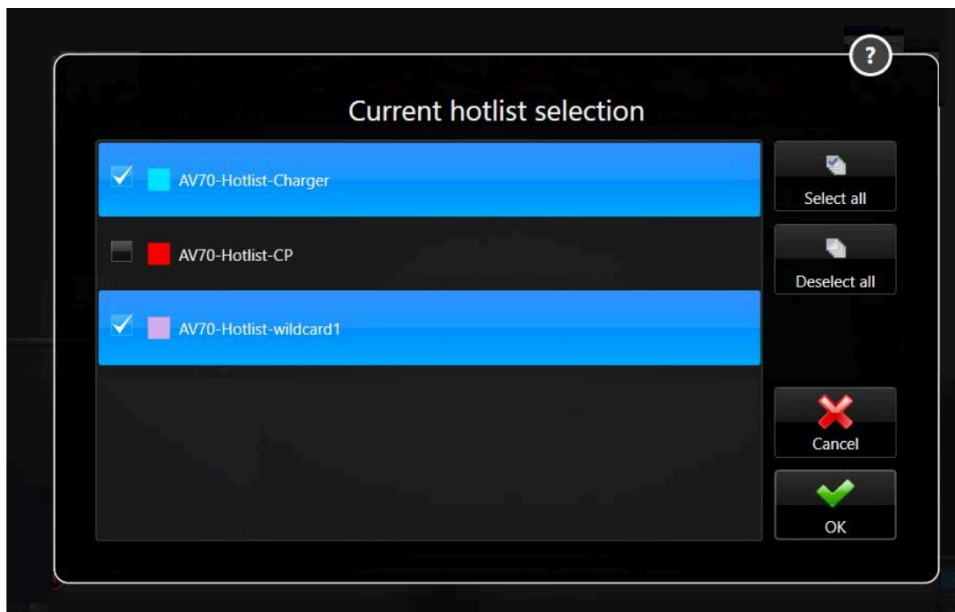 ?
Current hotlist selection
AV70-Hotlist-Charger
AV70-Hotlist-CP
AV70-Hotlist-wildcard1
Select all
Deselect all
Cancel
OK